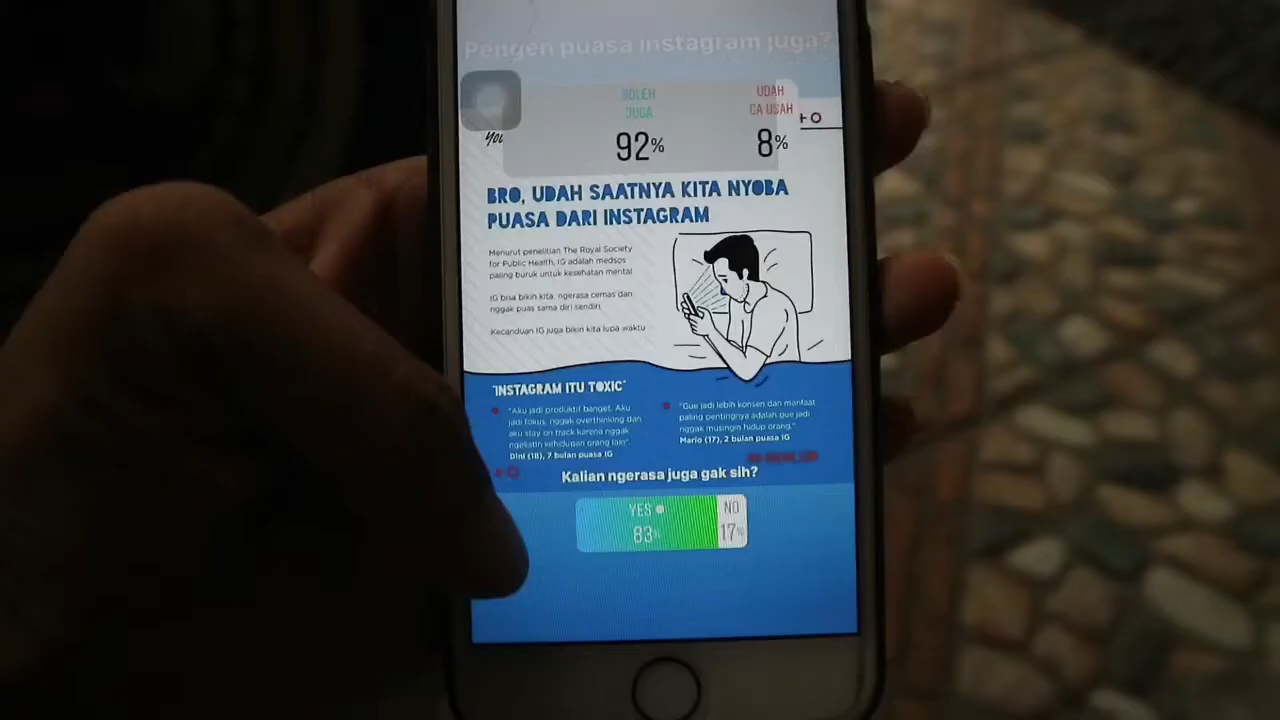 Pengen puasa instagram juga?
BOLEH
JUGA
UDAH
GA USAH
92%
8%
YOU
BRO, UDAH SAATNYA KITA NYOBA
PUASA DARI INSTAGRAM
Menurut penelitian The Royal Society
for Public Health, IG adalah medsos
paling buruk untuk kesehatan mental
IG bisa bikin kita, ngerasa cemas dan
nggak puas sama diri sendiri
Kecanduan IG juga bikin kita lupa waktu
"INSTAGRAM ITU TOXIC"
"Aku jadi produktif banget. Aku
jadi fokus, nggak overthinking dan
aku stay on track karena nggak
ngeliatin kehidupan orang lain".
Dini (18), 7 bulan puasa IG
"Gue jadi lebih konsen dan manfaat
paling pentingnya adalah gue jadi
nggak musingin hidup orang."
Mario (17), 2 bulan puasa IG
Kalian ngerasa juga gak sih?
YES
83%
NO
17%